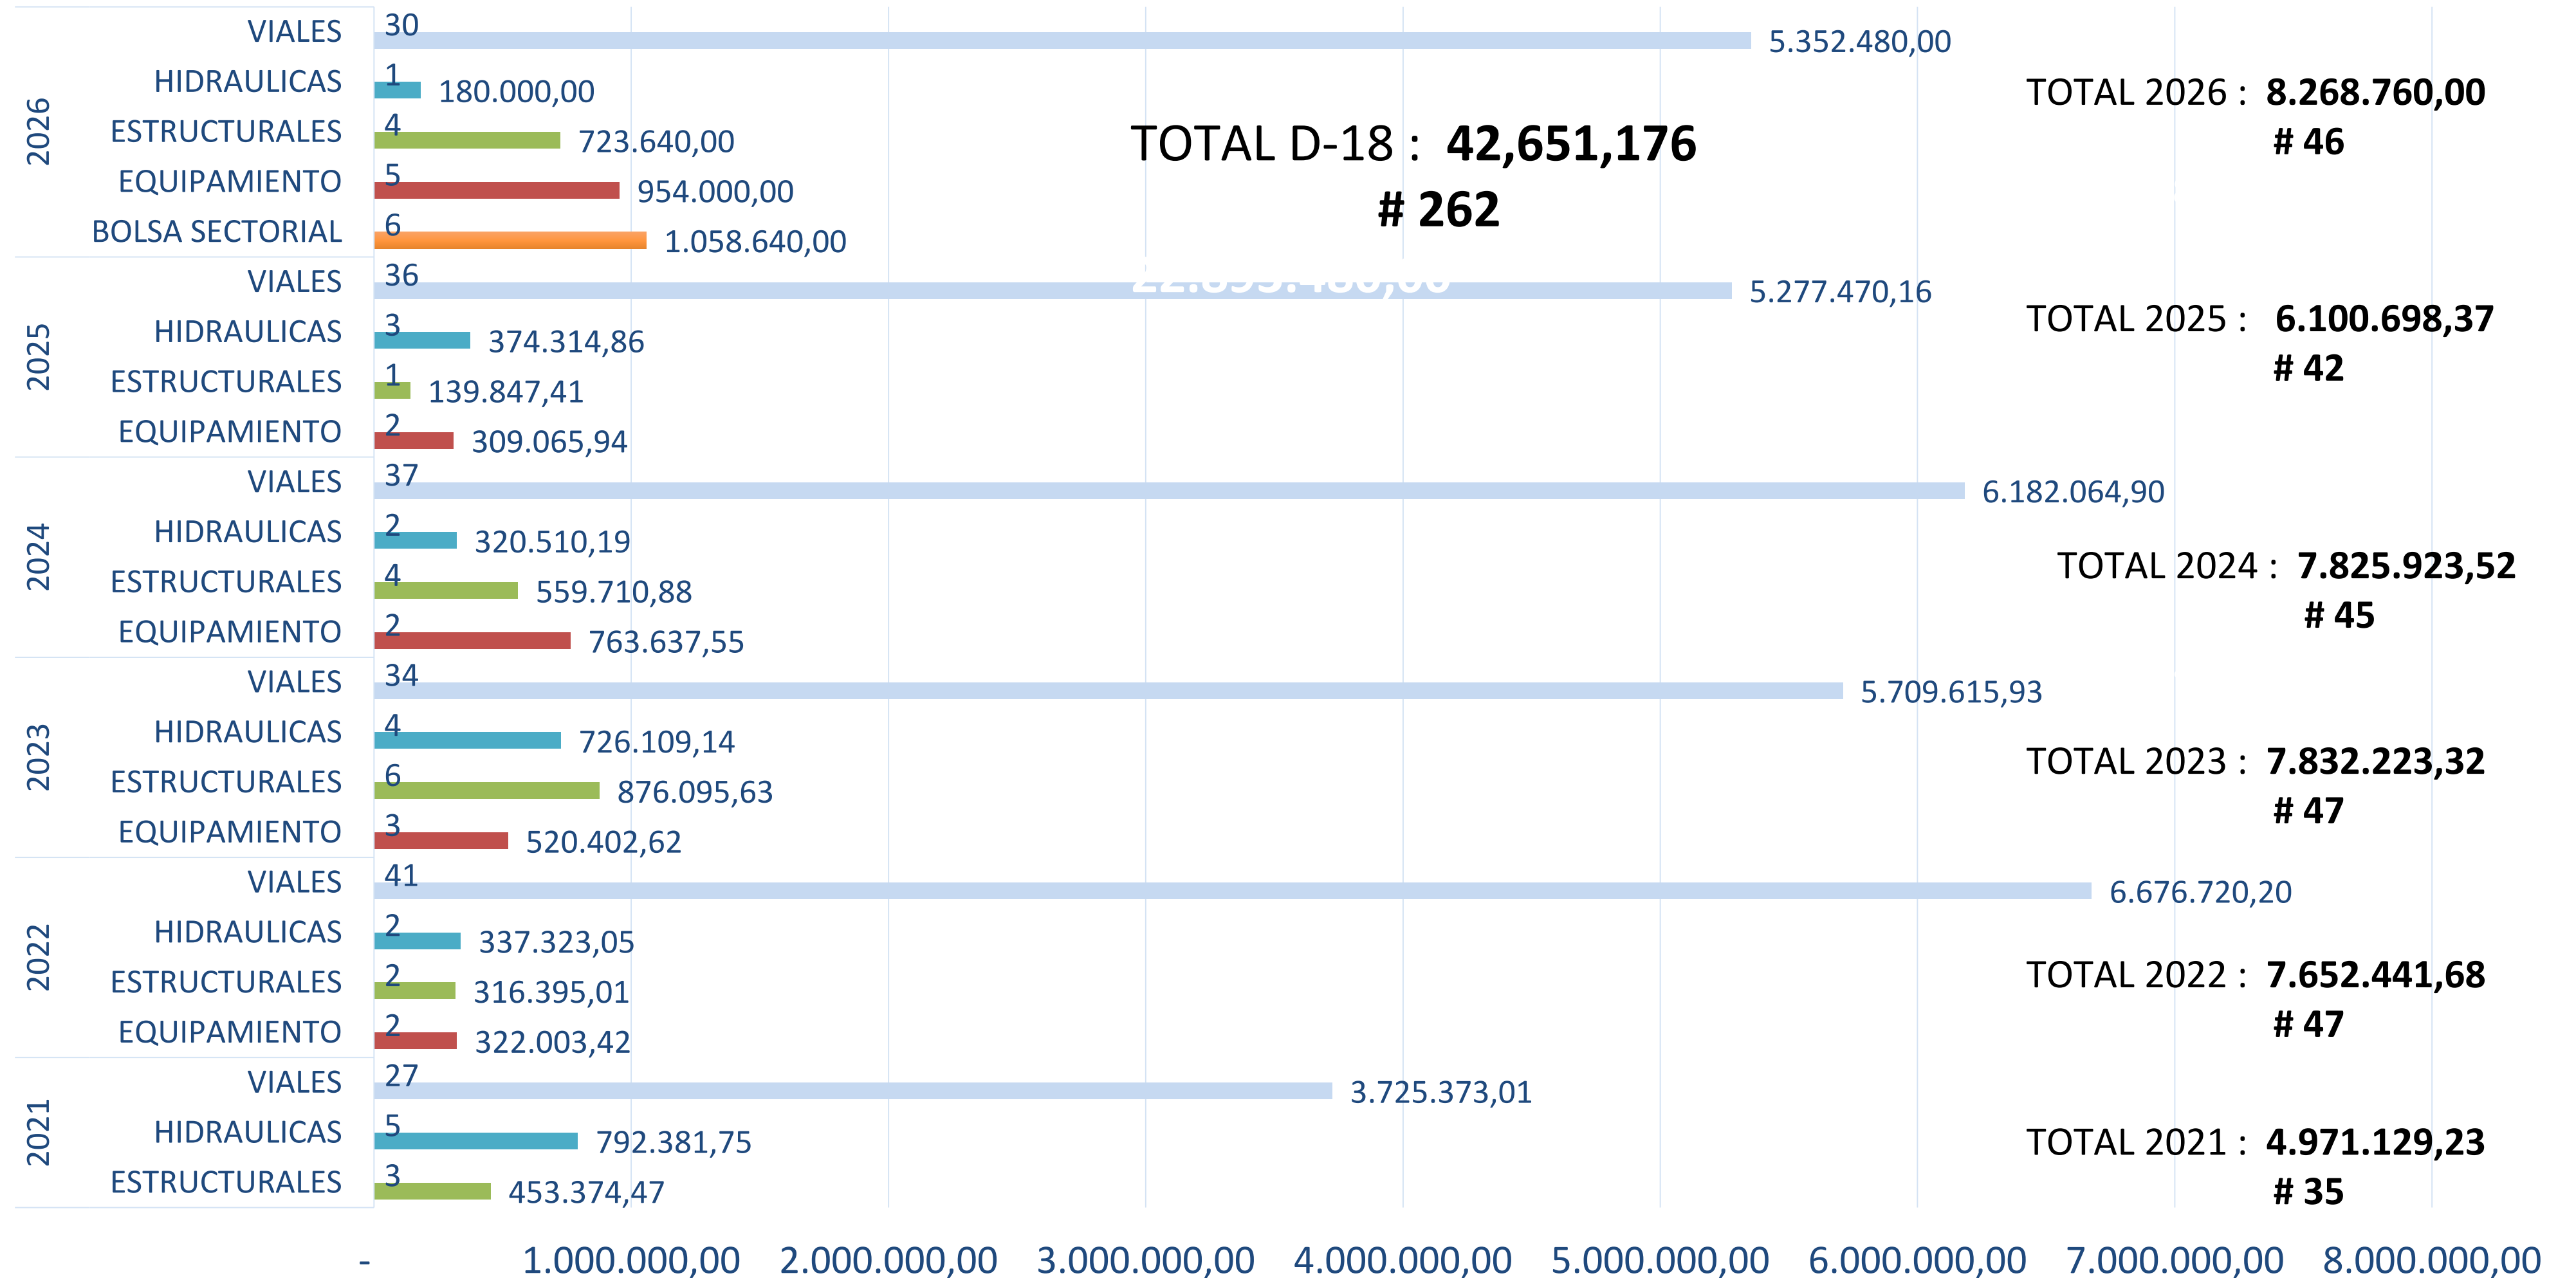 2026
VIALES 30 5.352.480,00
HIDRAULICAS 1 180.000,00
ESTRUCTURALES 4 723.640,00
EQUIPAMIENTO 5 954.000,00
BOLSA SECTORIAL 6 1.058.640,00
TOTAL D-18 : 42,651,176
# 262
TOTAL 2026 : 8.268.760,00
# 46
2025
VIALES 36 5.277.470,16
HIDRAULICAS 3 374.314,86
ESTRUCTURALES 1 139.847,41
EQUIPAMIENTO 2 309.065,94
TOTAL 2025 : 6.100.698,37
# 42
2024
VIALES 37 6.182.064,90
HIDRAULICAS 2 320.510,19
ESTRUCTURALES 4 559.710,88
EQUIPAMIENTO 2 763.637,55
TOTAL 2024 : 7.825.923,52
# 45
2023
VIALES 34 5.709.615,93
HIDRAULICAS 4 726.109,14
ESTRUCTURALES 6 876.095,63
EQUIPAMIENTO 3 520.402,62
TOTAL 2023 : 7.832.223,32
# 47
2022
VIALES 41 6.676.720,20
HIDRAULICAS 2 337.323,05
ESTRUCTURALES 2 316.395,01
EQUIPAMIENTO 2 322.003,42
TOTAL 2022 : 7.652.441,68
# 47
2021
VIALES 27 3.725.373,01
HIDRAULICAS 5 792.381,75
ESTRUCTURALES 3 453.374,47
TOTAL 2021 : 4.971.129,23
# 35
- 1.000.000,00 2.000.000,00 3.000.000,00 4.000.000,00 5.000.000,00 6.000.000,00 7.000.000,00 8.000.000,00